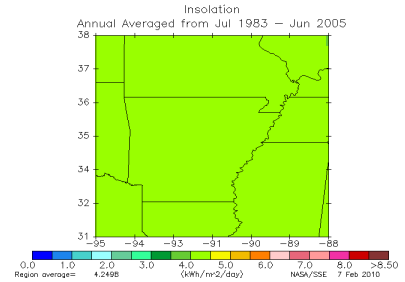 Insolation
Annual Averaged from Jul 1983 - Jun 2005
38
37
36
35
34
33
32
31
-95 -94 -93 -92 -91 -90 -89 -88
0.0 1.0 2.0 3.0 4.0 5.0 6.0 7.0 8.0 >8.50
Region average= 4.2498 (kWh/m^2/day) NASA/SSE 7 Feb 2010